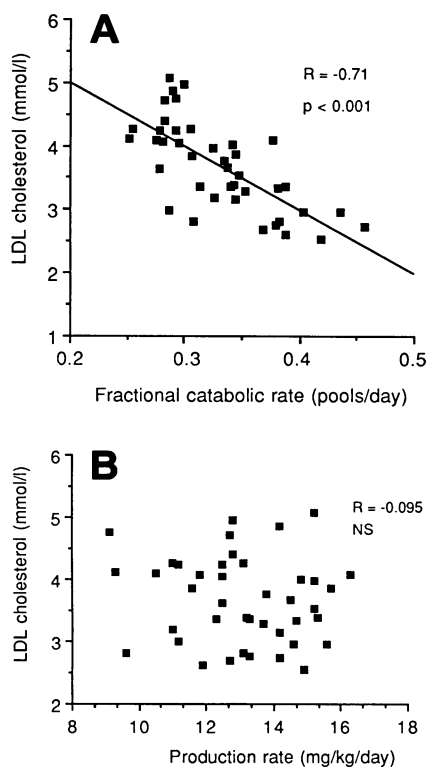 A
LDL cholesterol (mmol/l)
6
5
4
3
2
1
R = -0.71
p < 0.001
0.2
0.3
0.4
0.5
Fractional catabolic rate (pools/day)
B
LDL cholesterol (mmol/l)
6
5
4
3
2
R = -0.095
NS
8
10
12
14
16
18
Production rate (mg/kg/day)